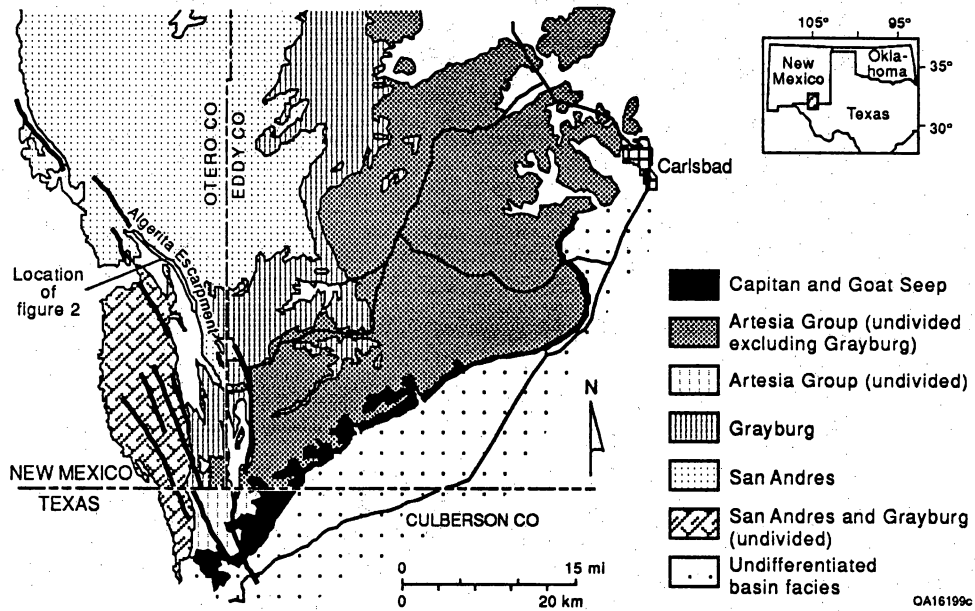 105°
95°
New
Mexico
Okla-
homa
Texas
35°
30°
OTERO CO
EDDY CO
Carlsbad
Algerita Escarpment
Location
of
figure 2
Capitan and Goat Seep
Artesia Group (undivided
excluding Grayburg)
Artesia Group (undivided)
Grayburg
San Andres
San Andres and Grayburg
(undivided)
Undifferentiated
basin facies
N
NEW MEXICO
TEXAS
CULBERSON CO
0
15 mi
0
20 km
QA16199c